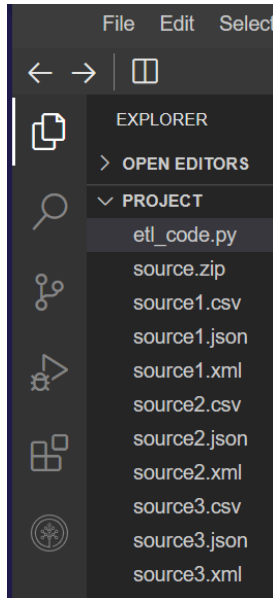 File Edit Select
EXPLORER
OPEN EDITORS
PROJECT
etl_code.py
source.zip
source1.csv
source1.json
source1.xml
source2.csv
source2.json
source2.xml
source3.csv
source3.json
source3.xml